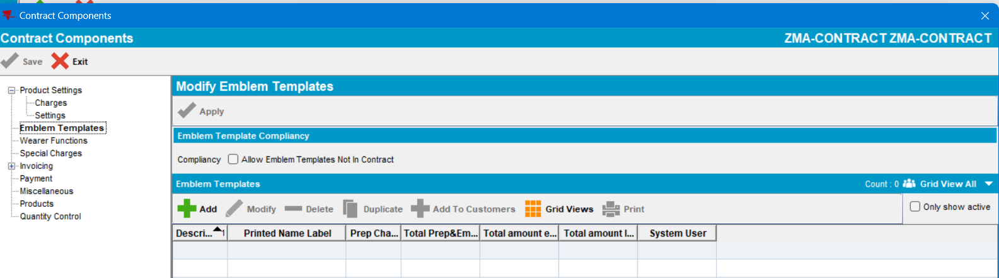 Contract Components
Contract Components ZMA-CONTRACT ZMA-CONTRACT
Save Exit
Product Settings
Charges
Settings
Emblem Templates
Wearer Functions
Special Charges
Invoicing
Payment
Miscellaneous
Products
Quantity Control
Modify Emblem Templates
Apply
Emblem Template Compliancy
Compliancy Allow Emblem Templates Not In Contract
Emblem Templates Count : 0 Grid View All
Add Modify Delete Duplicate Add To Customers Grid Views Print Only show active
Descri... 1 Printed Name Label Prep Cha... Total Prep&Em... Total amount e... Total amount l... System User